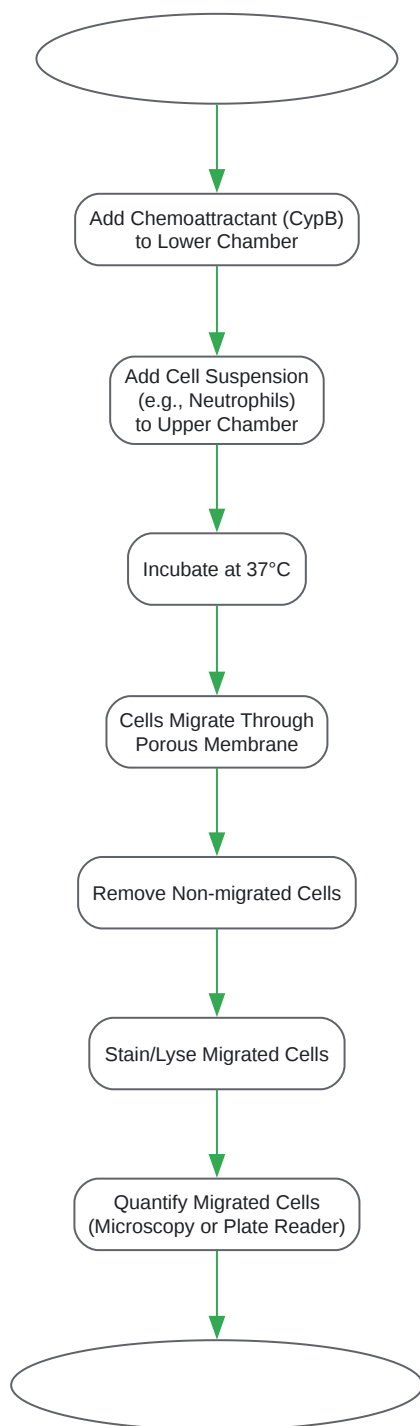 Add Chemoattractant (CypB)
to Lower Chamber
Add Cell Suspension
(e.g., Neutrophils)
to Upper Chamber
Incubate at 37°C
Cells Migrate Through
Porous Membrane
Remove Non-migrated Cells
Stain/Lyse Migrated Cells
Quantify Migrated Cells
(Microscopy or Plate Reader)